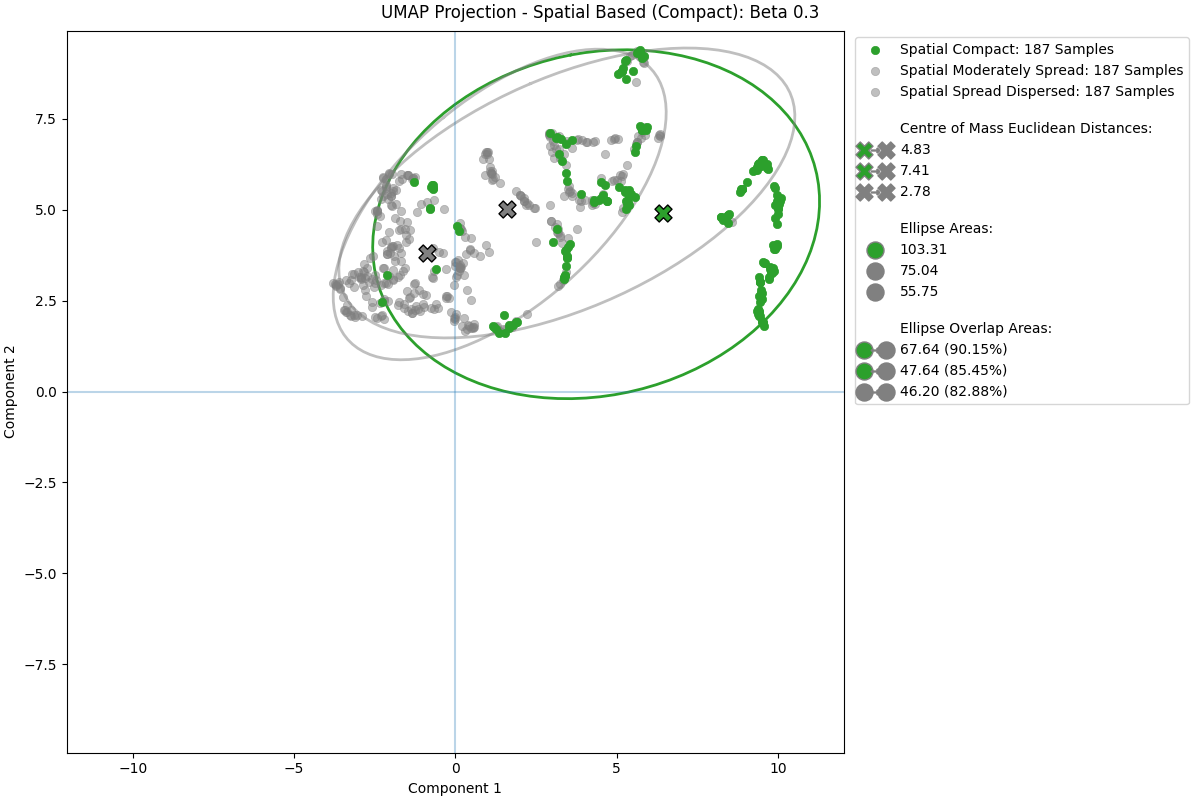 UMAP Projection - Spatial Based (Compact): Beta 0.3
Spatial Compact: 187 Samples
Spatial Moderately Spread: 187 Samples
Spatial Spread Dispersed: 187 Samples
Centre of Mass Euclidean Distances:
4.83
7.41
2.78
Ellipse Areas:
103.31
75.04
55.75
Ellipse Overlap Areas:
67.64 (90.15%)
47.64 (85.45%)
46.20 (82.88%)
Component 2
7.5
5.0
2.5
0.0
−2.5
−5.0
−7.5
−10
−5
0
5
10
Component 1